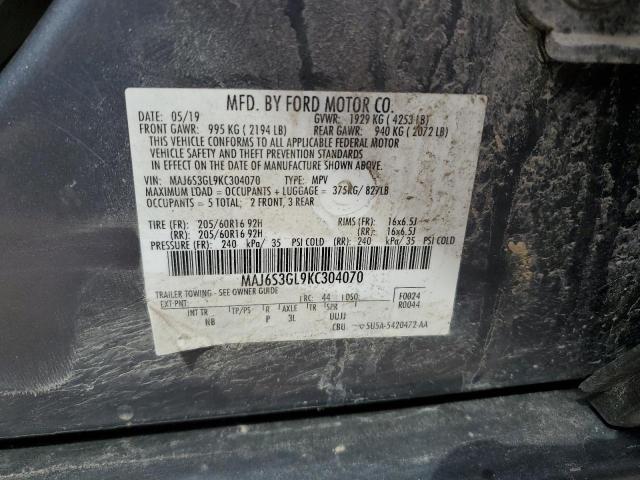 MFD. BY FORD MOTOR CO.
DATE: 05/19 GVWR: 1929 KG ( 4253 LB)
FRONT GAWR: 995 KG ( 2194 LB) REAR GAWR: 940 KG ( 2072 LB)
THIS VEHICLE CONFORMS TO ALL APPLICABLE FEDERAL MOTOR
VEHICLE SAFETY AND THEFT PREVENTION STANDARDS
IN EFFECT ON THE DATE OF MANUFACTURE SHOWN ABOVE.
VIN: MAJ6S3GL9KC304070 TYPE: MPV
MAXIMUM LOAD = OCCUPANTS + LUGGAGE = 375KG/ 827LB
OCCUPANTS = 5 TOTAL: 2 FRONT, 3 REAR
TIRE (FR): 205/60R16 92H RIMS (FR): 16x6.5J
(RR): 205/60R16 92H (RR): 16x6.5J
PRESSURE (FR): 240 kPa/ 35 PSI COLD (RR): 240 kPa/ 35 PSI COLD
MAJ6S3GL9KC304070
TRAILER TOWING - SEE OWNER GUIDE
EXT PNT: RC: 44 DSO: F0024
INT TR TP/PS R AXLE TR SPR R0044
NB P 3L UUJJ
CBU 5U5A-5420472-AA